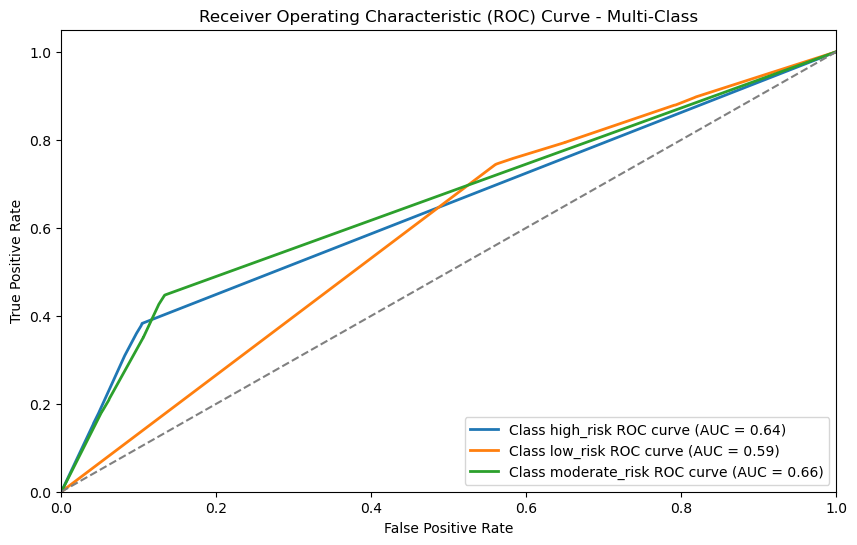 Receiver Operating Characteristic (ROC) Curve - Multi-Class
True Positive Rate
1.0
0.8
0.6
0.4
0.2
0.0
Class high_risk ROC curve (AUC = 0.64)
Class low_risk ROC curve (AUC = 0.59)
Class moderate_risk ROC curve (AUC = 0.66)
0.0 0.2 0.4 0.6 0.8 1.0
False Positive Rate